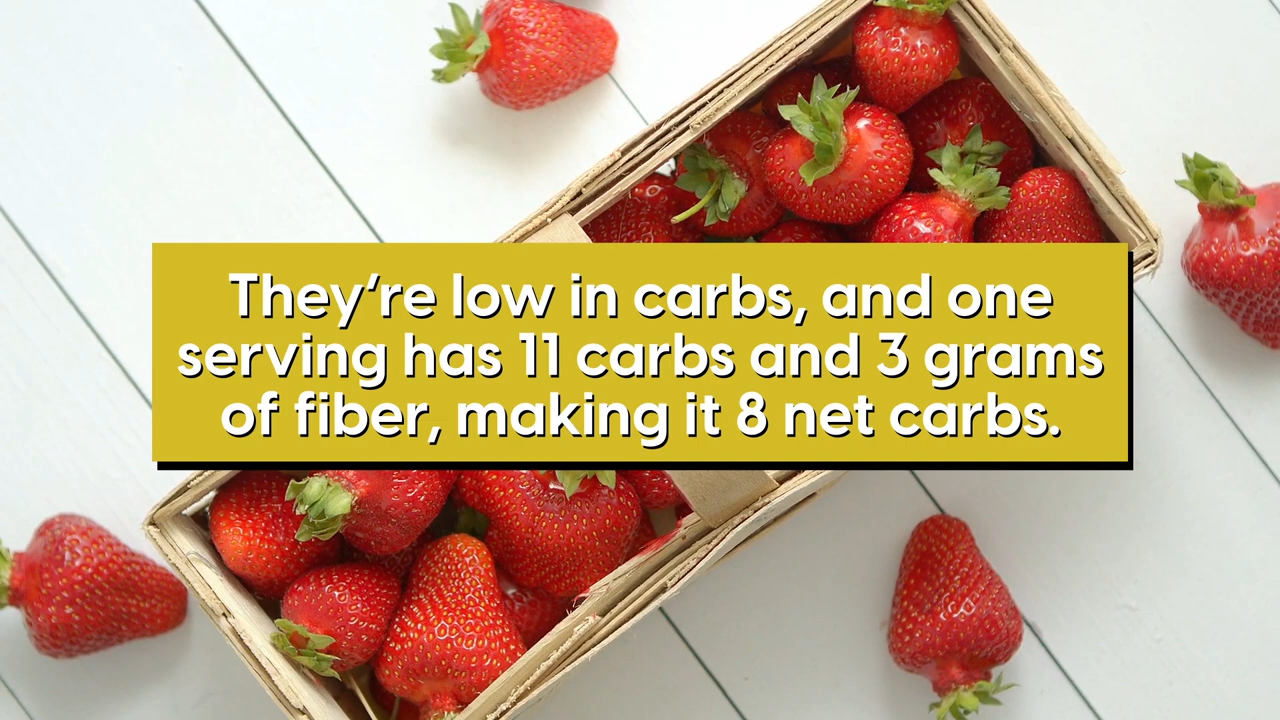 They’re low in carbs, and one
serving has 11 carbs and 3 grams
of fiber, making it 8 net carbs.